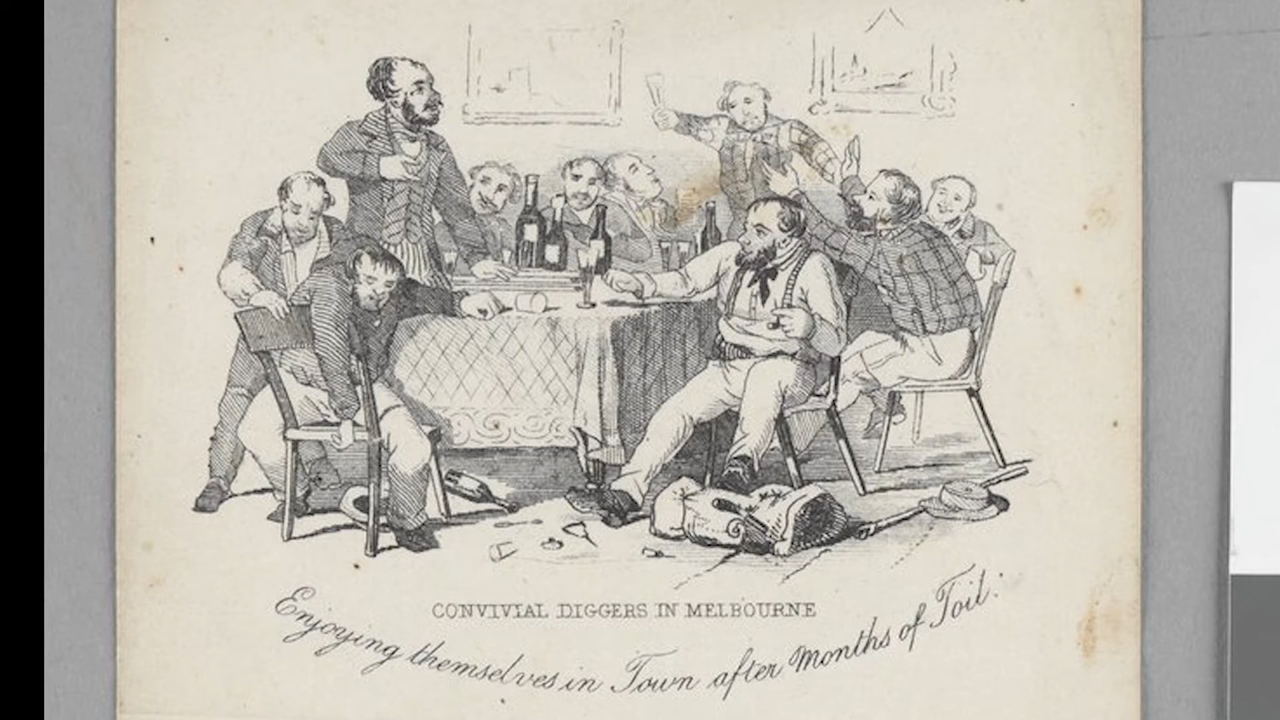 CONVIVIAL DIGGERS IN MELBOURNE
Enjoying themselves in Town after Months of Toil.